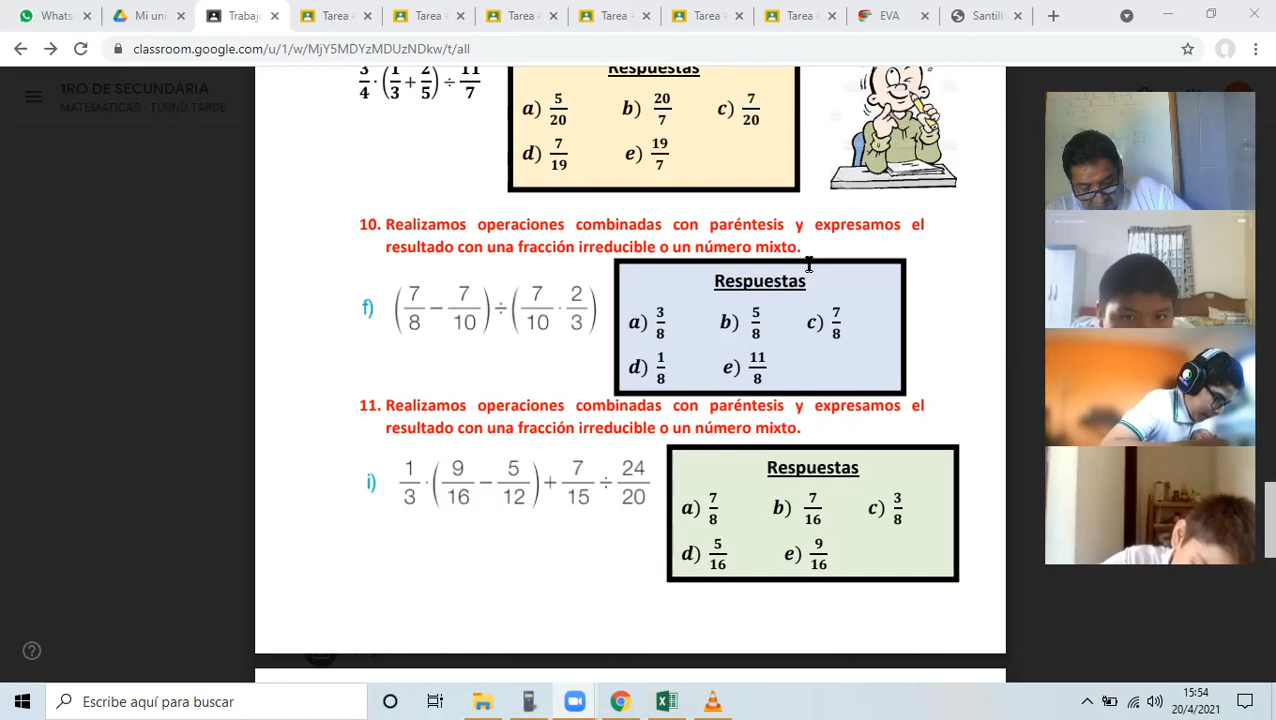 Whats
Mi uni
Trabajo
Tarea
Tarea
Tarea
Tarea
Tarea
Tarea
EVA
Santilla
classroom.google.com/u/1/w/MjY5MDYzMDUzNDkw/t/all
1RO DE SECUNDARIA
MATEMATICAS - TURNO TARDE
3/4 · (1/3 + 2/5) ÷ 11/7
Respuestas
a) 5/20 b) 20/7 c) 7/20
d) 7/19 e) 19/7
10. Realizamos operaciones combinadas con paréntesis y expresamos el
resultado con una fracción irreducible o un número mixto.
f) (7/8 − 7/10) ÷ (7/10 · 2/3)
Respuestas
a) 3/8 b) 5/8 c) 7/8
d) 1/8 e) 11/8
11. Realizamos operaciones combinadas con paréntesis y expresamos el
resultado con una fracción irreducible o un número mixto.
i) 1/3 · (9/16 − 5/12) + 7/15 ÷ 24/20
Respuestas
a) 7/8 b) 7/16 c) 3/8
d) 5/16 e) 9/16
Escribe aquí para buscar
15:54
20/4/2021